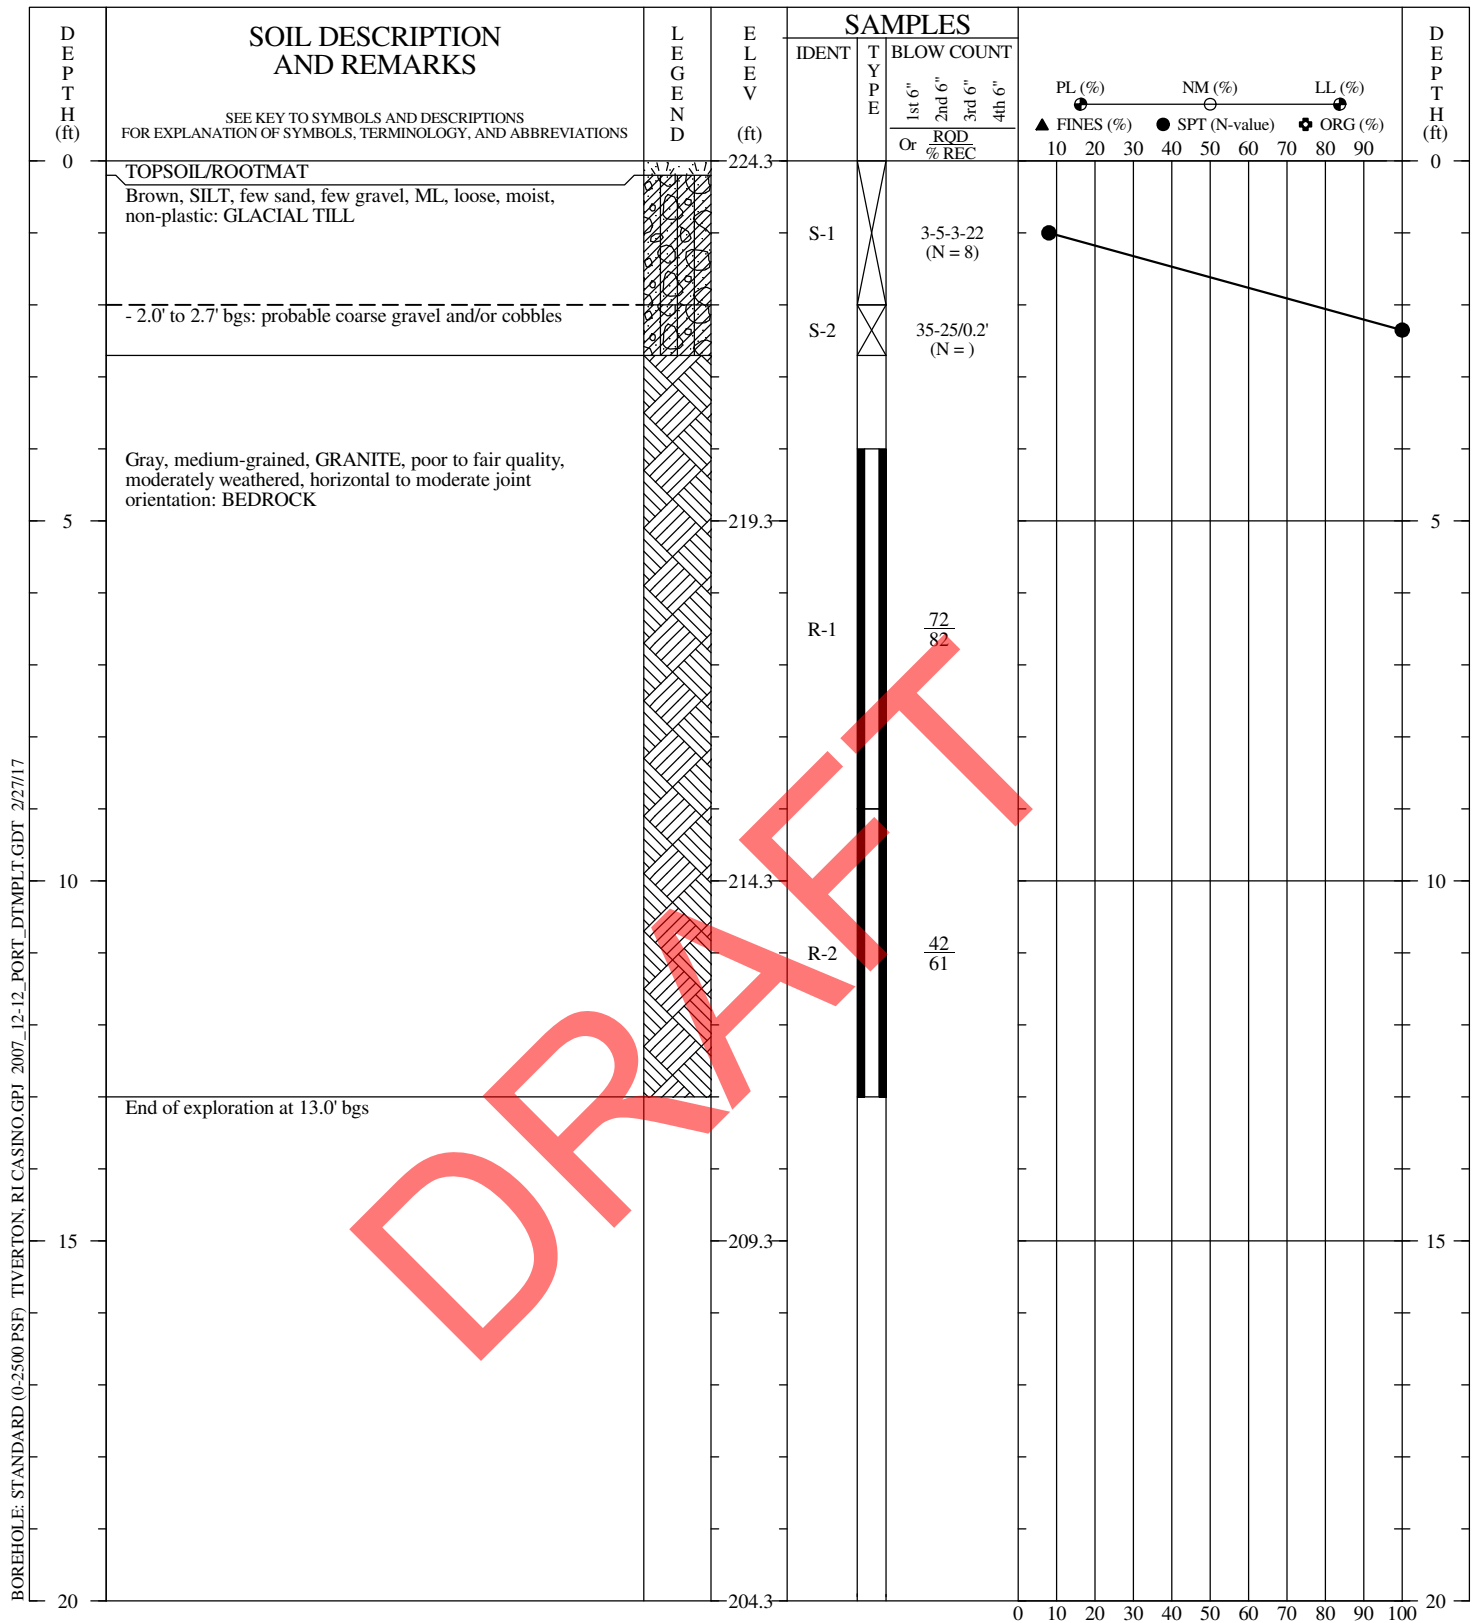 DEPTH
(ft)
SOIL DESCRIPTION
AND REMARKS
SEE KEY TO SYMBOLS AND DESCRIPTIONS
FOR EXPLANATION OF SYMBOLS, TERMINOLOGY, AND ABBREVIATIONS
LEGEND
ELEV
(ft)
SAMPLES
IDENT
TYPE
BLOW COUNT
1st 6"
2nd 6"
3rd 6"
4th 6"
Or RQD
% REC
PL (%) NM (%) LL (%)
▲ FINES (%) ● SPT (N-value) ✚ ORG (%)
10 20 30 40 50 60 70 80 90
DEPTH
(ft)
0 224.3 0
TOPSOIL/ROOTMAT
Brown, SILT, few sand, few gravel, ML, loose, moist,
non-plastic: GLACIAL TILL
S-1 3-5-3-22
(N = 8)
- 2.0' to 2.7' bgs: probable coarse gravel and/or cobbles
S-2 35-25/0.2'
(N = )
Gray, medium-grained, GRANITE, poor to fair quality,
moderately weathered, horizontal to moderate joint
orientation: BEDROCK
5 219.3 5
R-1 72
82
10 214.3 10
R-2 42
61
End of exploration at 13.0' bgs
15 209.3 15
20 204.3 20
0 10 20 30 40 50 60 70 80 90 100
DRAFT
BOREHOLE: STANDARD (0-2500 PSF) TIVERTON, RI CASINO.GPJ 2007_12-12_PORT_DTMPLT.GDT 2/27/17